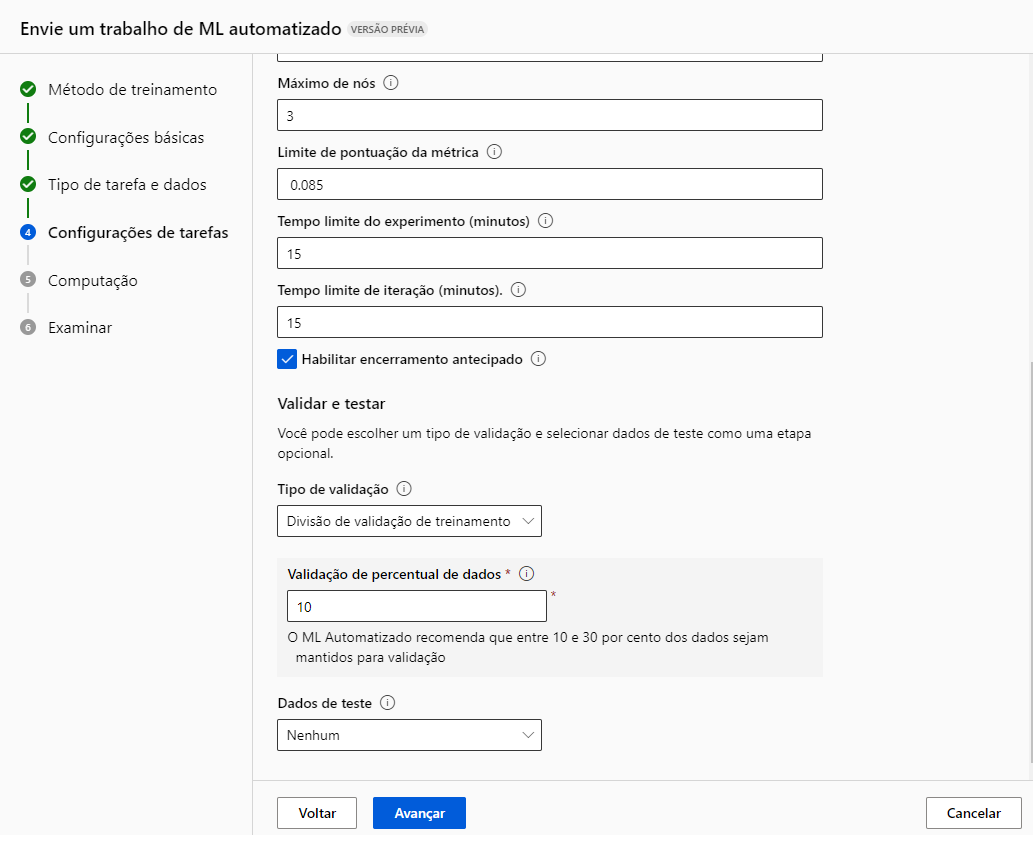 Envie um trabalho de ML automatizado VERSÃO PRÉVIA
Método de treinamento
Configurações básicas
Tipo de tarefa e dados
4 Configurações de tarefas
5 Computação
6 Examinar
Máximo de nós
3
Limite de pontuação da métrica
0.085
Tempo limite do experimento (minutos)
15
Tempo limite de iteração (minutos).
15
Habilitar encerramento antecipado
Validar e testar
Você pode escolher um tipo de validação e selecionar dados de teste como uma etapa
opcional.
Tipo de validação
Divisão de validação de treinamento
Validação de percentual de dados *
10 *
O ML Automatizado recomenda que entre 10 e 30 por cento dos dados sejam
mantidos para validação
Dados de teste
Nenhum
Voltar Avançar Cancelar